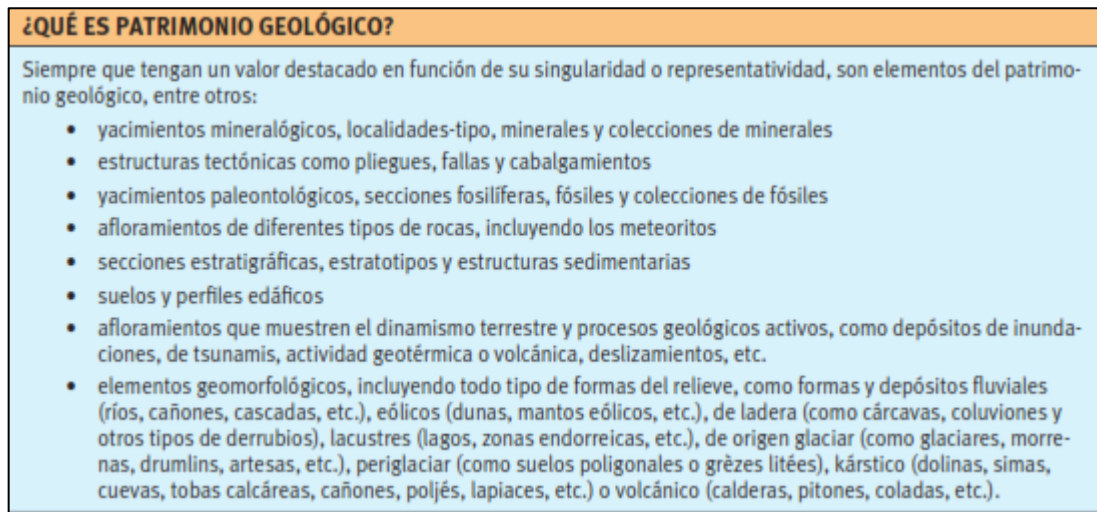 ¿QUÉ ES PATRIMONIO GEOLÓGICO?
Siempre que tengan un valor destacado en función de su singularidad o representatividad, son elementos del patrimo-
nio geológico, entre otros:
• yacimientos mineralógicos, localidades-tipo, minerales y colecciones de minerales
• estructuras tectónicas como pliegues, fallas y cabalgamientos
• yacimientos paleontológicos, secciones fosilíferas, fósiles y colecciones de fósiles
• afloramientos de diferentes tipos de rocas, incluyendo los meteoritos
• secciones estratigráficas, estratotipos y estructuras sedimentarias
• suelos y perfiles edáficos
• afloramientos que muestren el dinamismo terrestre y procesos geológicos activos, como depósitos de inunda-
ciones, de tsunamis, actividad geotérmica o volcánica, deslizamientos, etc.
• elementos geomorfológicos, incluyendo todo tipo de formas del relieve, como formas y depósitos fluviales
(ríos, cañones, cascadas, etc.), eólicos (dunas, mantos eólicos, etc.), de ladera (como cárcavas, coluviones y
otros tipos de derrubios), lacustres (lagos, zonas endorreicas, etc.), de origen glaciar (como glaciares, morre-
nas, drumlins, artesas, etc.), periglaciar (como suelos poligonales o grèzes litées), kárstico (dolinas, simas,
cuevas, tobas calcáreas, cañones, poljés, lapiaces, etc.) o volcánico (calderas, pitones, coladas, etc.).